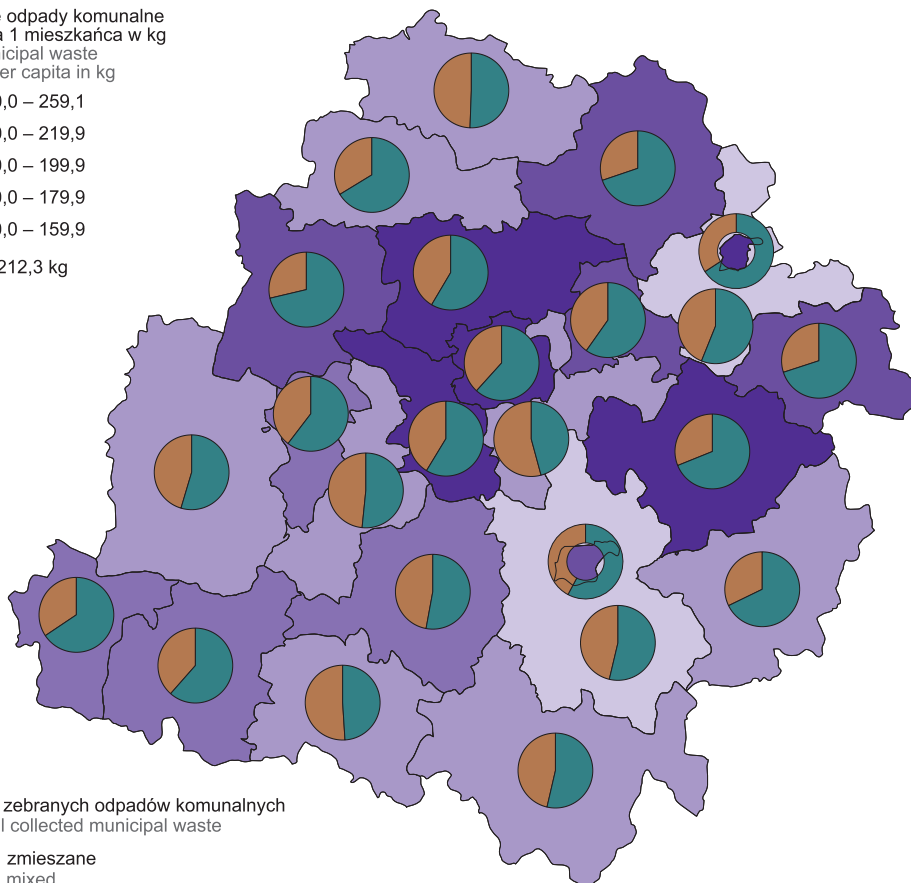 e odpady komunalne
a 1 mieszkańca w kg
nicipal waste
er capita in kg
0,0 – 259,1
0,0 – 219,9
0,0 – 199,9
0,0 – 179,9
0,0 – 159,9
212,3 kg
zebranych odpadów komunalnych
l collected municipal waste
zmieszane
mixed